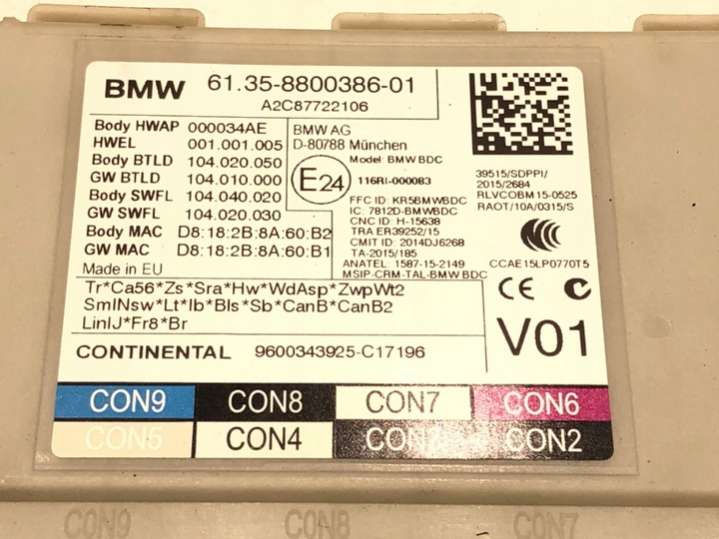 BMW 61.35-8800386-01
A2C87722106
Body HWAP 000034AE
HWEL 001.001.005
Body BTLD 104.020.050
GW BTLD 104.010.000
Body SWFL 104.040.020
GW SWFL 104.020.030
Body MAC D8:18:2B:8A:60:B2
GW MAC D8:18:2B:8A:60:B1
Made in EU
BMW AG
D-80788 München
Model BMWBDC
E24
116RI-000083
FFC ID: KR5BMWBDC
IC: 7812D-BMWBDC
CNC ID: H-15638
TRA ER39252/15
CMIT ID: 2014DJ6268
TA-2015/185
ANATEL 1587-15-2149
MSIP-CRM-TAL-BMWBDC
39515/SDPPI/
2015/2684
RLVCOBM15-0525
RAOT/10A/0315/S
CCAE15LP0770T5
CE
Tr*Ca56*Zs*Sra*Hw*WdAsp*ZwpWt2
SmlNsw*Lt*Ib*Bls*Sb*CanB*CanB2
LinIJ*Fr8*Br
V01
CONTINENTAL 9600343925-C17196
CON9 CON8 CON7 CON6
CON5 CON4 CON2
CON9 CON8 CON7